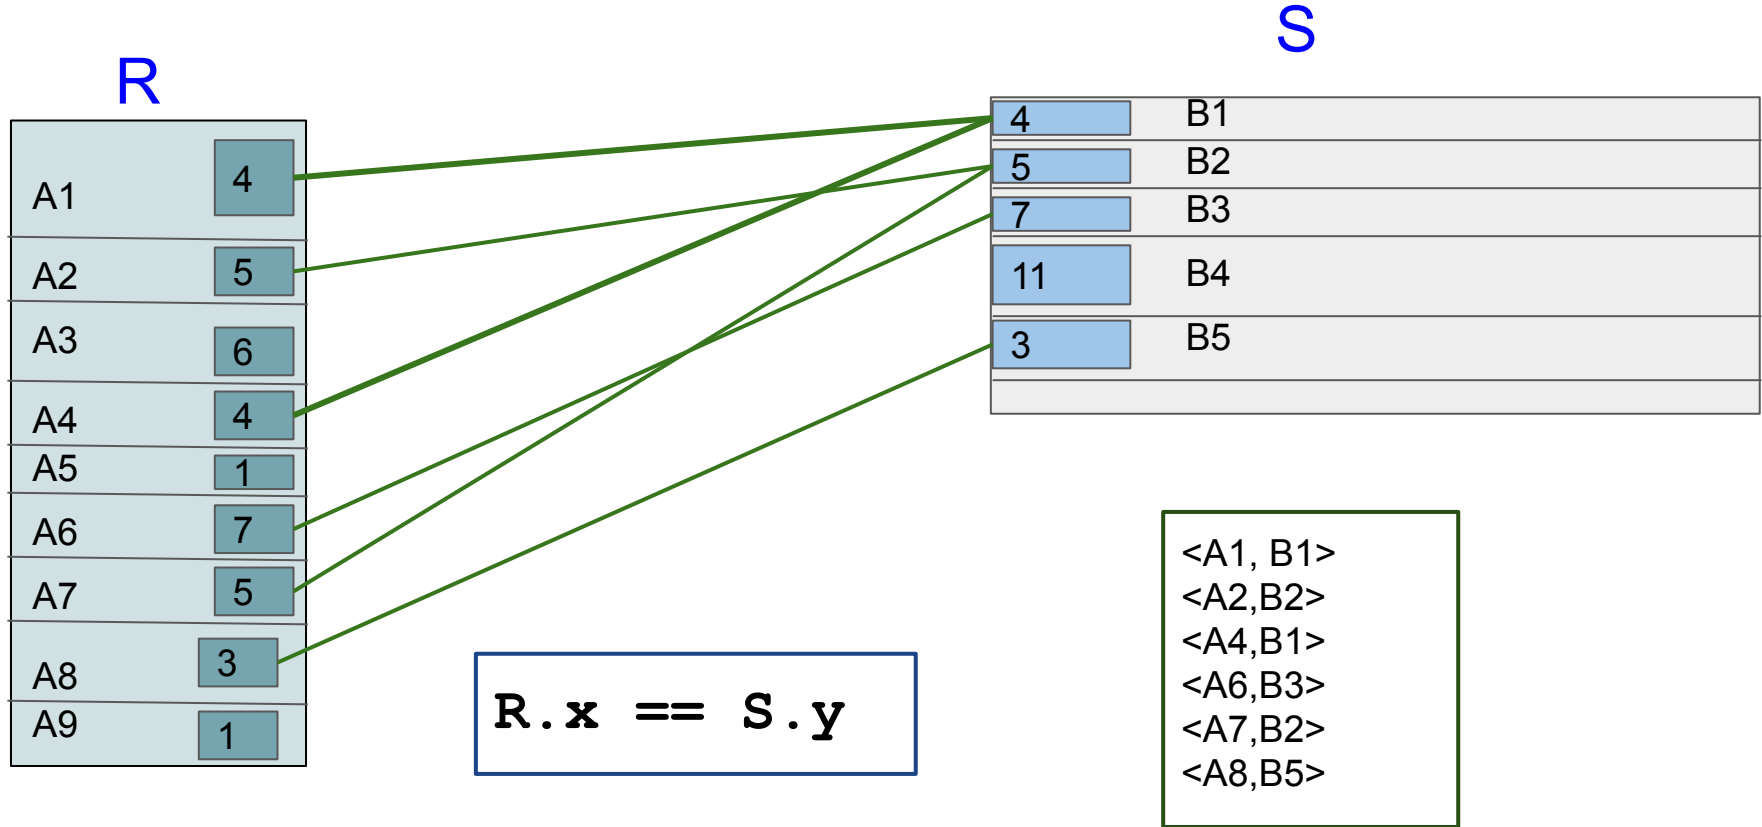 S
R
A1 4
A2 5
A3 6
A4 4
A5 1
A6 7
A7 5
A8 3
A9 1
4 B1
5 B2
7 B3
11 B4
3 B5
R.x == S.y
<A1, B1>
<A2,B2>
<A4,B1>
<A6,B3>
<A7,B2>
<A8,B5>